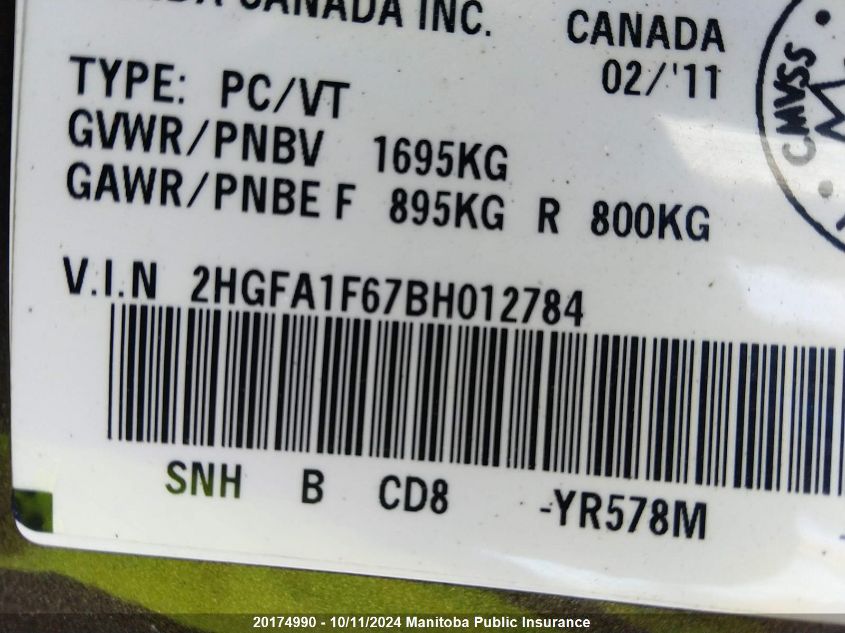 CANADA INC.
CANADA
02/'11
TYPE: PC/VT
GVWR/PNBV 1695KG
GAWR/PNBE F 895KG R 800KG
V.I.N 2HGFA1F67BH012784
SNH B CD8 -YR578M
CMVSS
20174990 - 10/11/2024 Manitoba Public Insurance